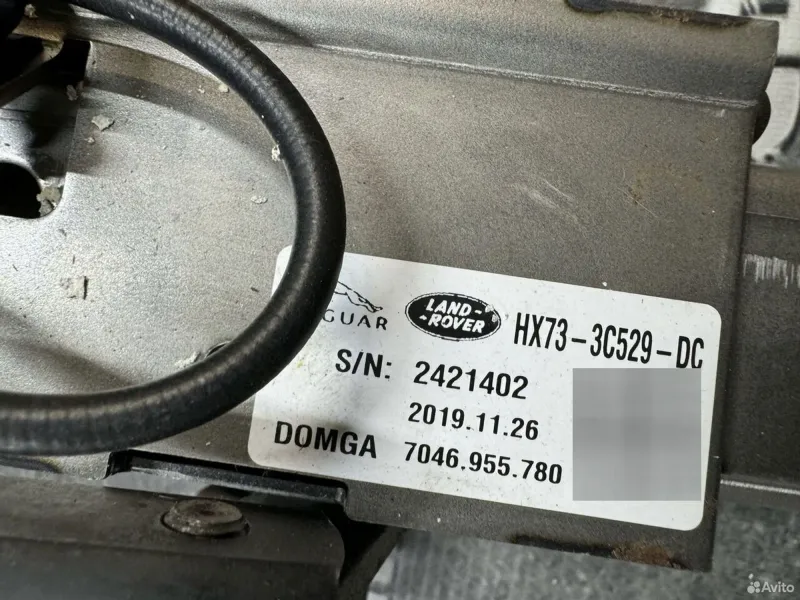 GUAR
LAND-
-ROVER
HX73-3C529-DC
S/N: 2421402
2019.11.26
DOMGA 7046.955.780
Avito